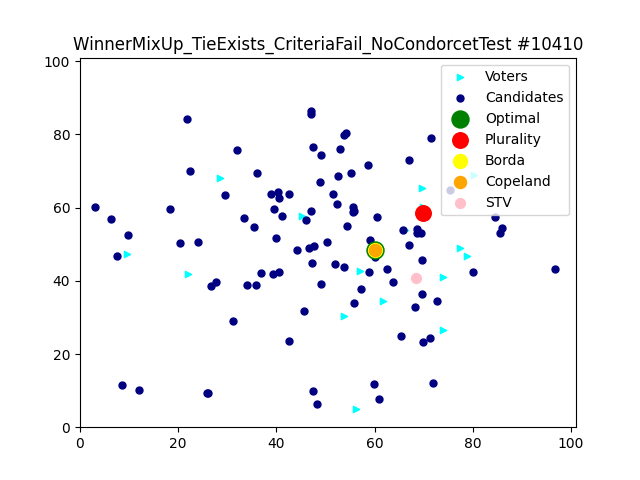 WinnerMixUp_TieExists_CriteriaFail_NoCondorcetTest #10410
100
80
60
40
20
0
0 20 40 60 80 100
Voters
Candidates
Optimal
Plurality
Borda
Copeland
STV